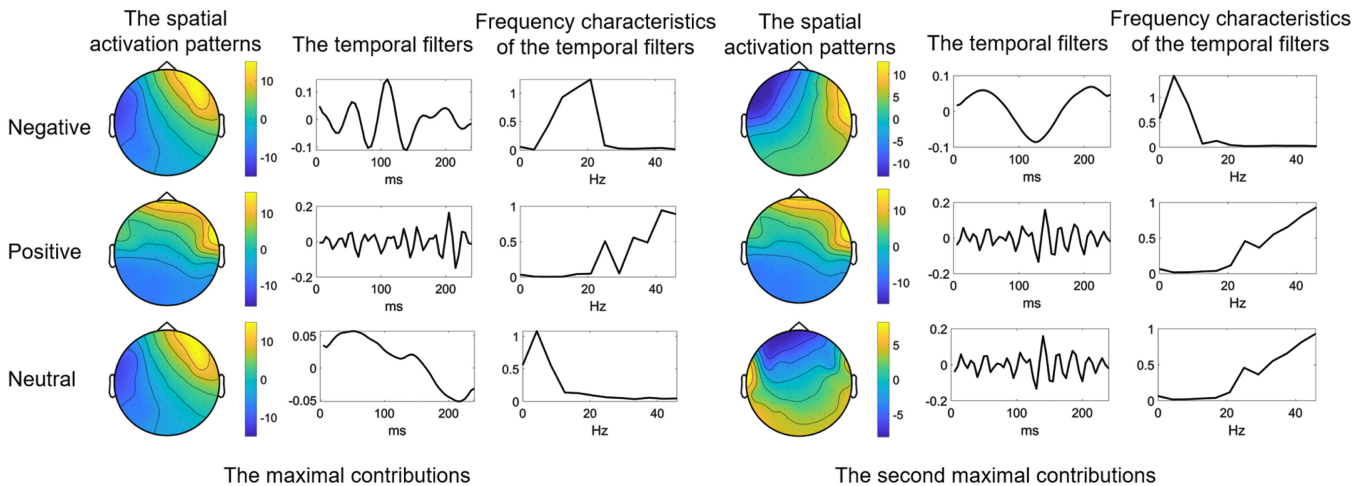 The spatial
activation patterns
The temporal filters
Frequency characteristics
of the temporal filters
The spatial
activation patterns
The temporal filters
Frequency characteristics
of the temporal filters
Negative
10
0
-10
0.1
0
-0.1
0 100 200
ms
1
0.5
0
0 20 40
Hz
10
5
0
-5
-10
0.1
0
-0.1
0 100 200
ms
1
0.5
0
0 20 40
Hz
Positive
10
0
-10
0.2
0
-0.2
0 100 200
ms
1
0.5
0
0 20 40
Hz
10
0
-10
0.2
0
-0.2
0 100 200
ms
1
0.5
0
0 20 40
Hz
Neutral
10
0
-10
0.05
0
-0.05
0 100 200
ms
1
0.5
0
0 20 40
Hz
5
0
-5
0.2
0
-0.2
0 100 200
ms
1
0.5
0
0 20 40
Hz
The maximal contributions
The second maximal contributions